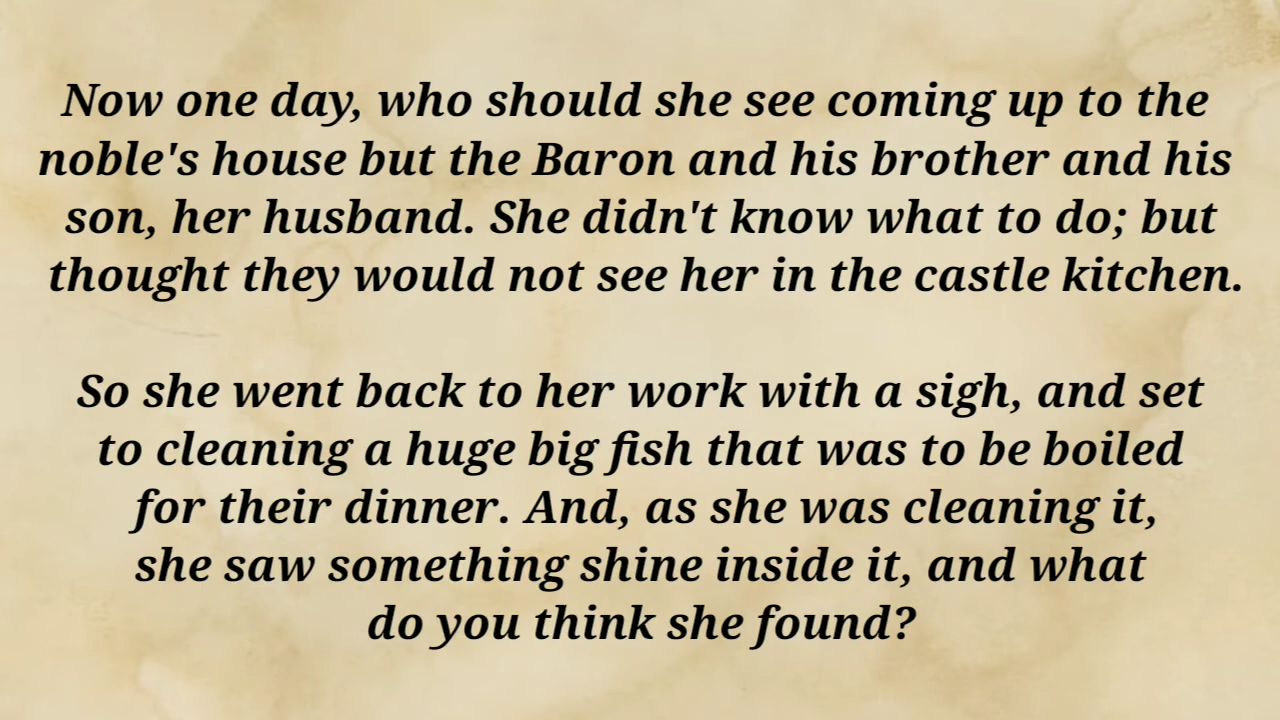 Now one day, who should she see coming up to the
noble's house but the Baron and his brother and his
son, her husband. She didn't know what to do; but
thought they would not see her in the castle kitchen.
So she went back to her work with a sigh, and set
to cleaning a huge big fish that was to be boiled
for their dinner. And, as she was cleaning it,
she saw something shine inside it, and what
do you think she found?